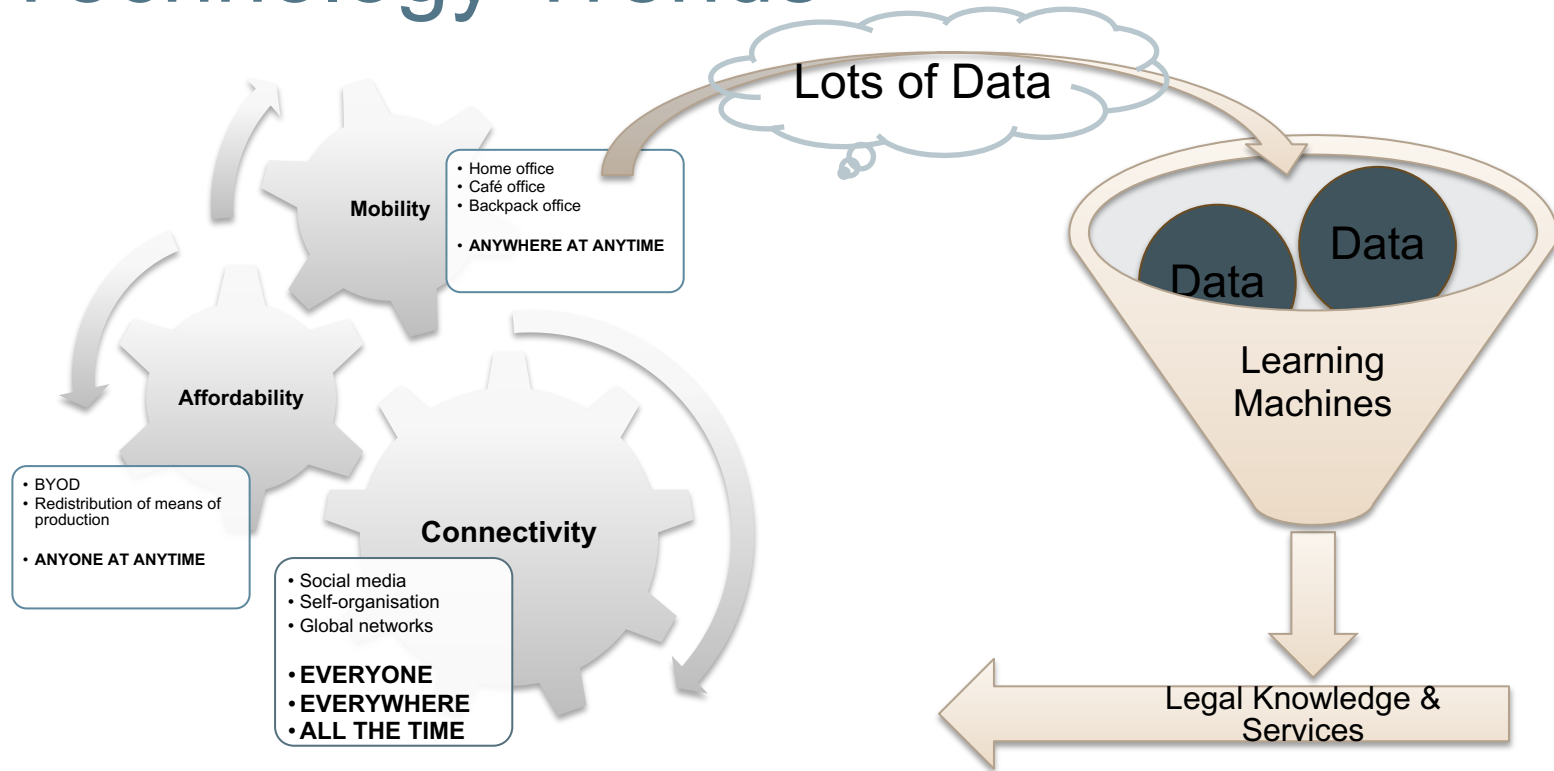 Technology Trends
Lots of Data
Mobility
• Home office
• Café office
• Backpack office
• ANYWHERE AT ANYTIME
Affordability
• BYOD
• Redistribution of means of
production
• ANYONE AT ANYTIME
Connectivity
• Social media
• Self-organisation
• Global networks
• EVERYONE
• EVERYWHERE
• ALL THE TIME
Data
Data
Learning
Machines
Legal Knowledge &
Services